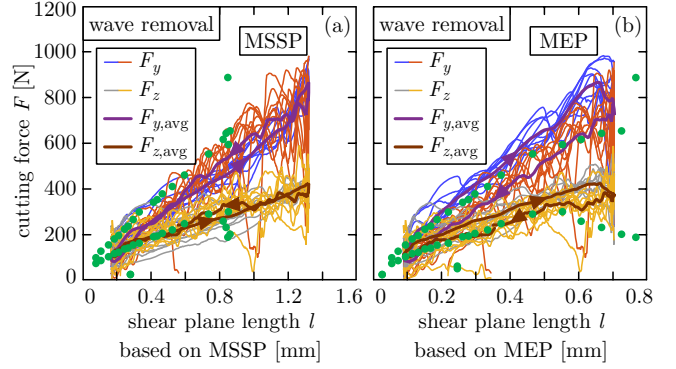 1200
1000
800
600
400
200
0
cutting force F [N]
wave removal
(a)
MSSP
F_y
F_z
F_y,avg
F_z,avg
0 0.4 0.8 1.2 1.6
shear plane length l
based on MSSP [mm]
wave removal
(b)
MEP
F_y
F_z
F_y,avg
F_z,avg
0 0.2 0.4 0.6 0.8
shear plane length l
based on MEP [mm]